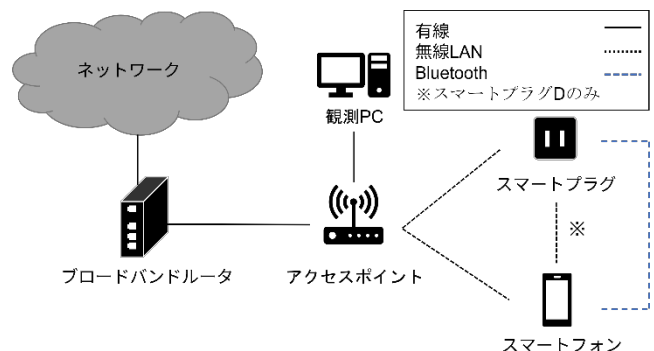 有線
無線LAN
Bluetooth
※スマートプラグDのみ
ネットワーク
観測PC
スマートプラグ
※
ブロードバンドルータ
アクセスポイント
スマートフォン